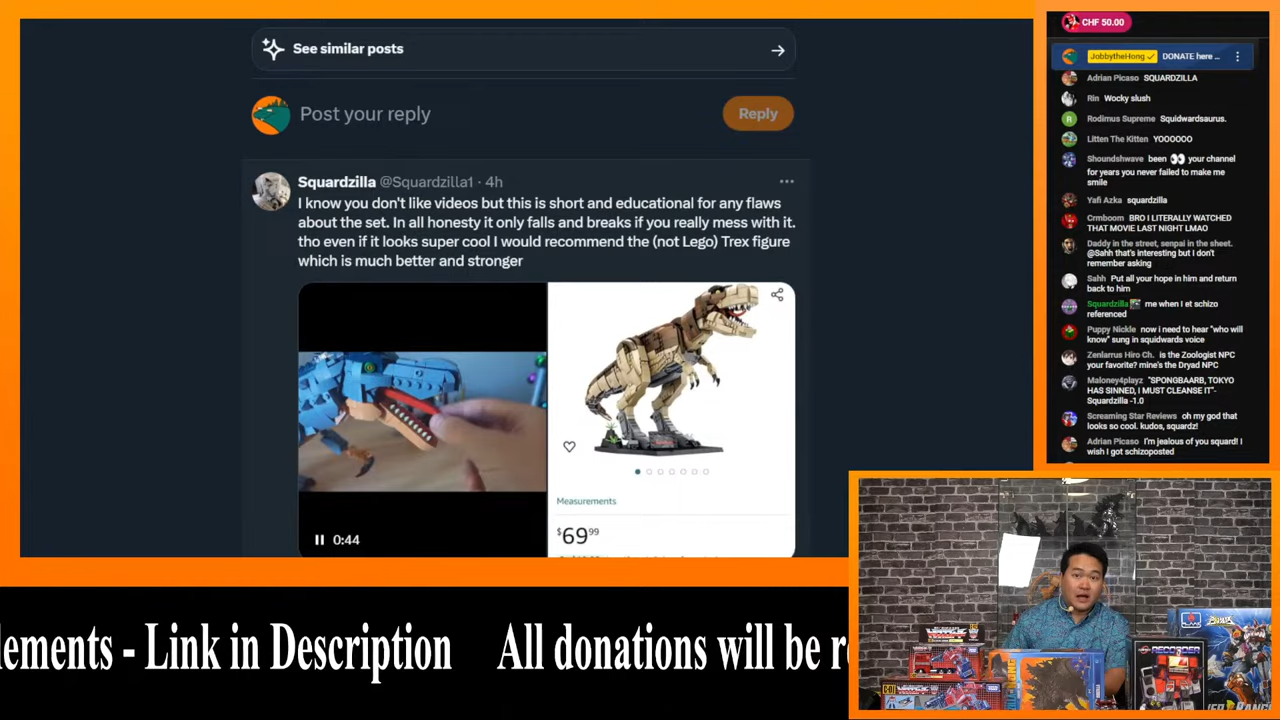 See similar posts
Post your reply
Reply
Squardzilla @Squardzilla1 · 4h
I know you don't like videos but this is short and educational for any flaws
about the set. In all honesty it only falls and breaks if you really mess with it.
tho even if it looks super cool I would recommend the (not Lego) Trex figure
which is much better and stronger
0:44
Measurements
$69 99
CHF 50.00
JobbytheHong DONATE here ...
Adrian Picaso SQUARDZILLA
Rin Wocky slush
R Rodimus Supreme Squidwardsaurus.
Litten The Kitten YOOOOOO
Shoundshwave been 👀 your channel
for years you never failed to make me
smile
Yafi Azka squardzilla
Crmboom BRO I LITERALLY WATCHED
THAT MOVIE LAST NIGHT LMAO
Daddy in the street, senpai in the sheet.
@Sahh that's interesting but I don't
remember asking
Sahh Put all your hope in him and return
back to him
Squardzilla me when I et schizo
referenced
Puppy Nickle now i need to hear "who will
know" sung in squidwards voice
Zenlarrus Hiro Ch. is the Zoologist NPC
your favorite? mine's the Dryad NPC
Maloney4playz "SPONGBAARB, TOKYO
HAS SINNED, I MUST CLEANSE IT"-
Squardzilla -1.0
Screaming Star Reviews oh my god that
looks so cool. kudos, squardz!
Adrian Picaso I'm jealous of you squard! I
wish I got schizoposted
RECORDER
lements - Link in Description All donations will be re